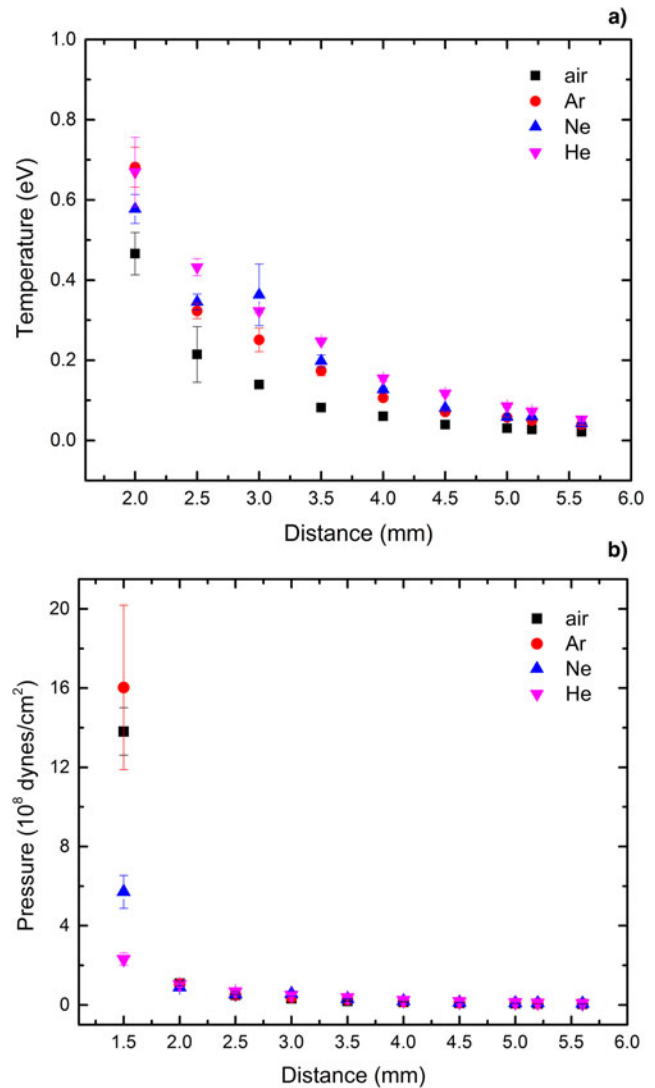 a)
1.0
0.8
0.6
0.4
0.2
0.0
Temperature (eV)
air
Ar
Ne
He
2.0 2.5 3.0 3.5 4.0 4.5 5.0 5.5 6.0
Distance (mm)
b)
20
16
12
8
4
0
Pressure (10⁸ dynes/cm²)
air
Ar
Ne
He
1.5 2.0 2.5 3.0 3.5 4.0 4.5 5.0 5.5 6.0
Distance (mm)